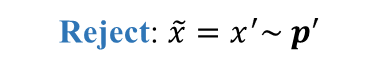 Reject: x̃ = x′~ p′